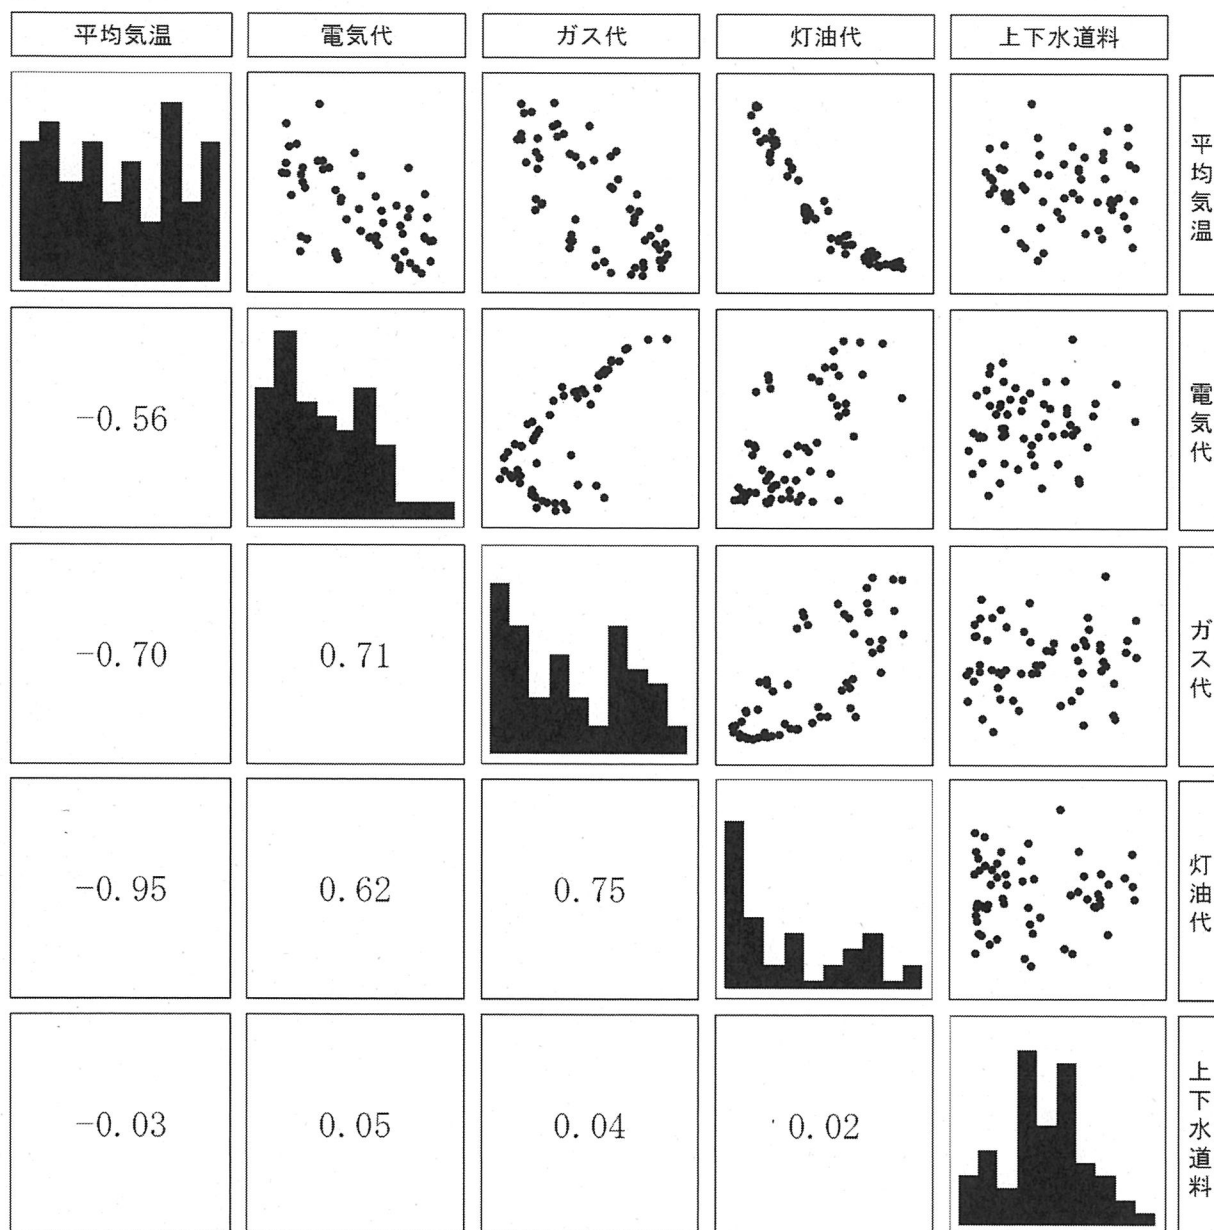 平均気温 電気代 ガス代 灯油代 上下水道料
平均気温
-0.56
電気代
-0.70 0.71
ガス代
-0.95 0.62 0.75
灯油代
-0.03 0.05 0.04 0.02
上下水道料